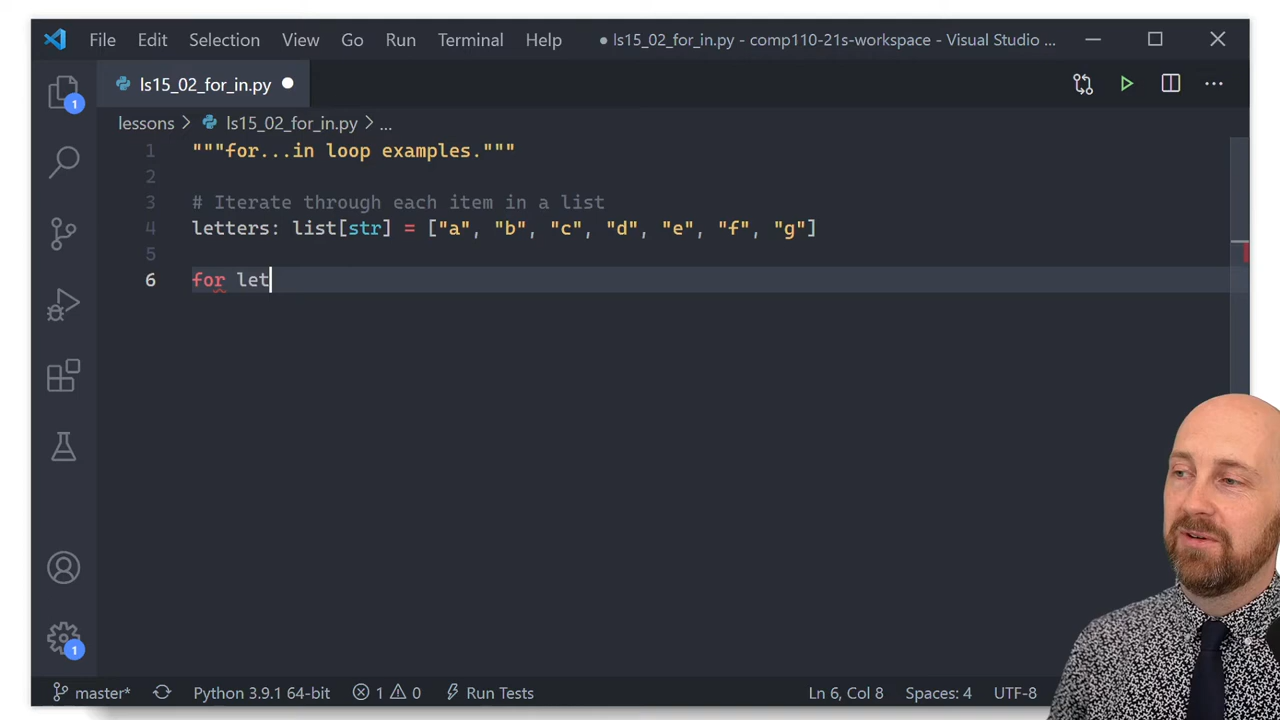 File Edit Selection View Go Run Terminal Help ● ls15_02_for_in.py - comp110-21s-workspace - Visual Studio ...
ls15_02_for_in.py ●
lessons > ls15_02_for_in.py > ...
1 """for...in loop examples."""
2
3 # Iterate through each item in a list
4 letters: list[str] = ["a", "b", "c", "d", "e", "f", "g"]
5
6 for let
1
1
master* Python 3.9.1 64-bit 1 0 Run Tests Ln 6, Col 8 Spaces: 4 UTF-8